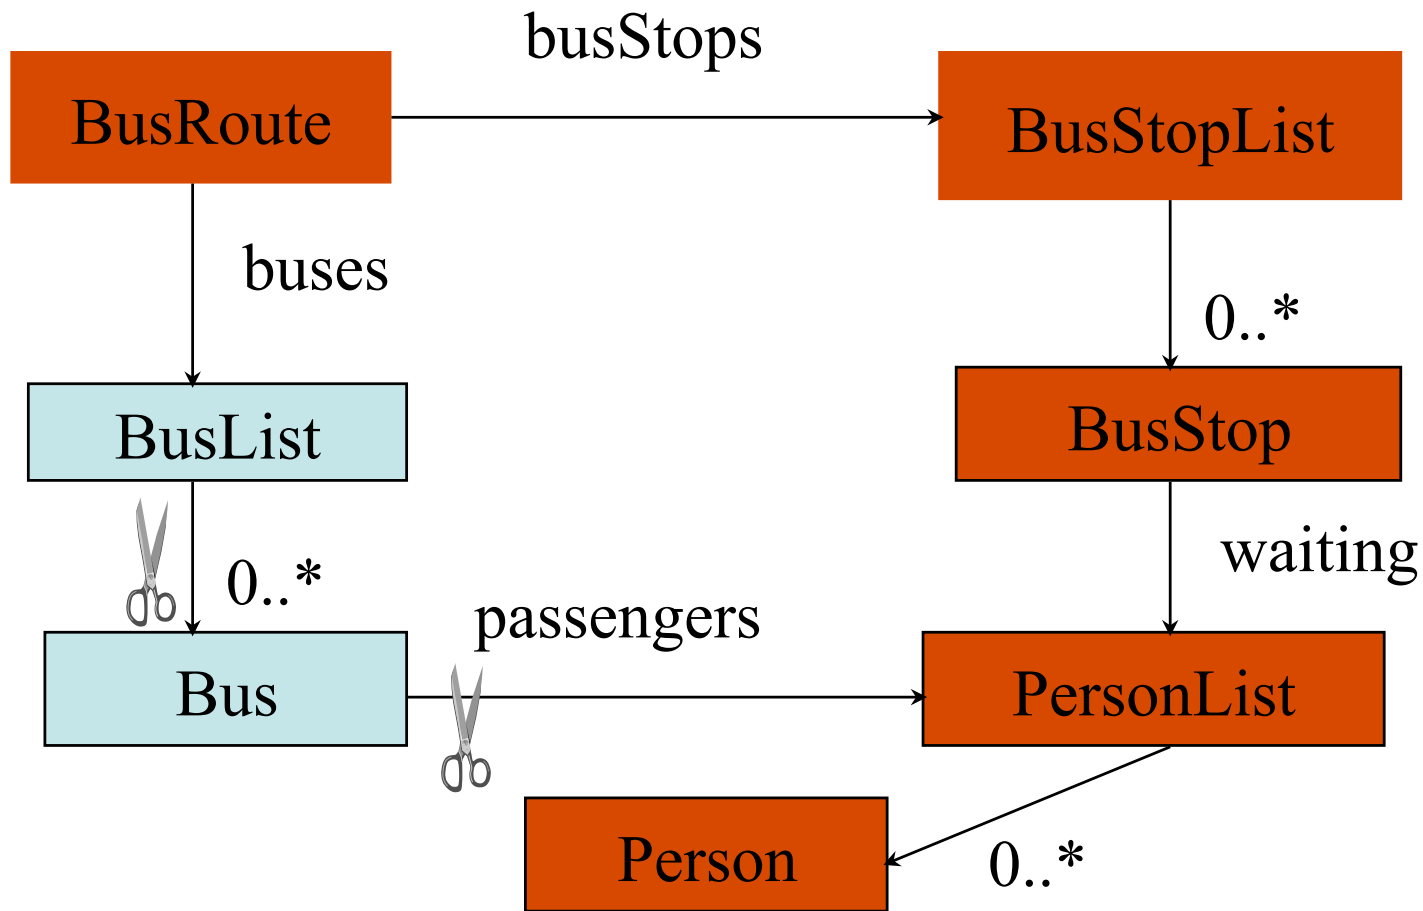 busStops
BusRoute
BusStopList
buses
0..*
BusList
BusStop
waiting
0..*
passengers
Bus
PersonList
Person
0..*